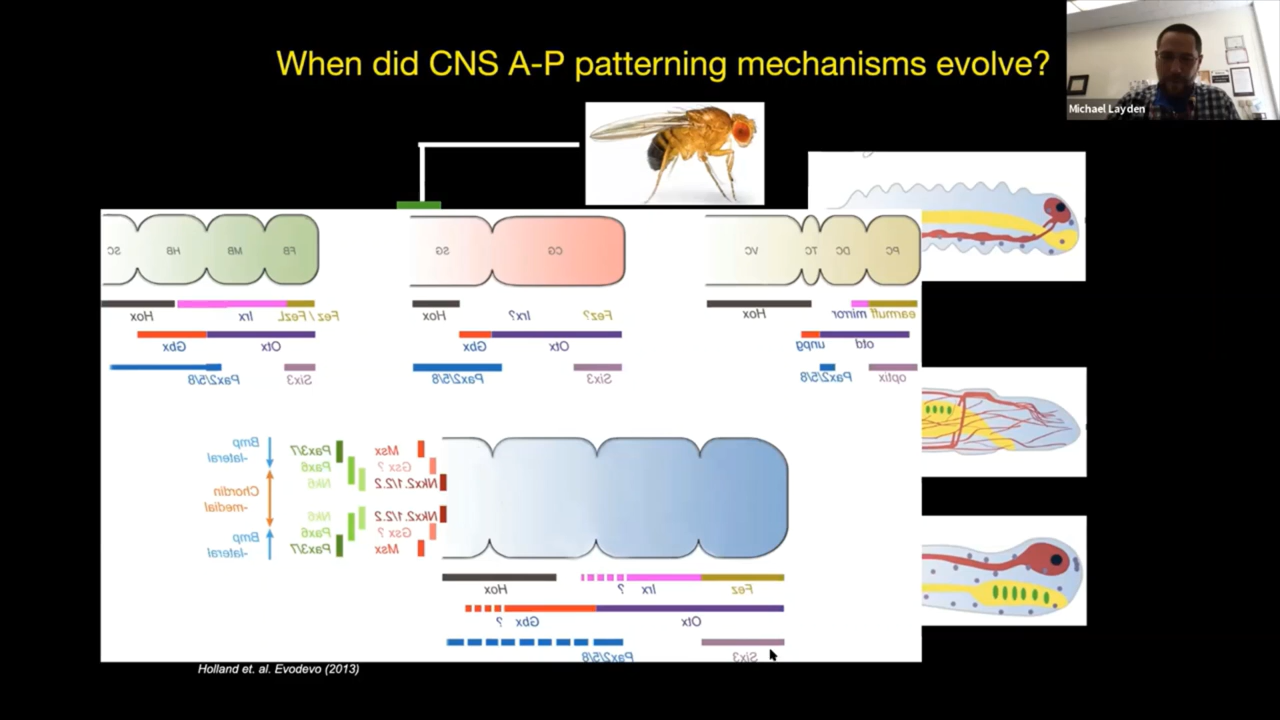 When did CNS A-P patterning mechanisms evolve?
Michael Layden
SC HB MB FB
SG CG
VC TC DC PC
Hox Irx Fez / FezL
Hox Irx? Fez?
Hox mirror earmuff
Gbx Otx
Gbx Otx
unpg otd
Pax2/5/8 Six3
Pax2/5/8 Six3
Pax2/5/8 optix
Bmp
-lateral
Chordin
-medial
Bmp
-lateral
Pax3/7
Pax6
Nk6
Nk6
Pax6
Pax3/7
Msx
Gsx ?
Nkx2.1/2.2
Nkx2.1/2.2
Gsx ?
Msx
Hox ? Irx Fez
? Gbx Otx
Pax2/5/8 Six3
Holland et. al. Evodevo (2013)